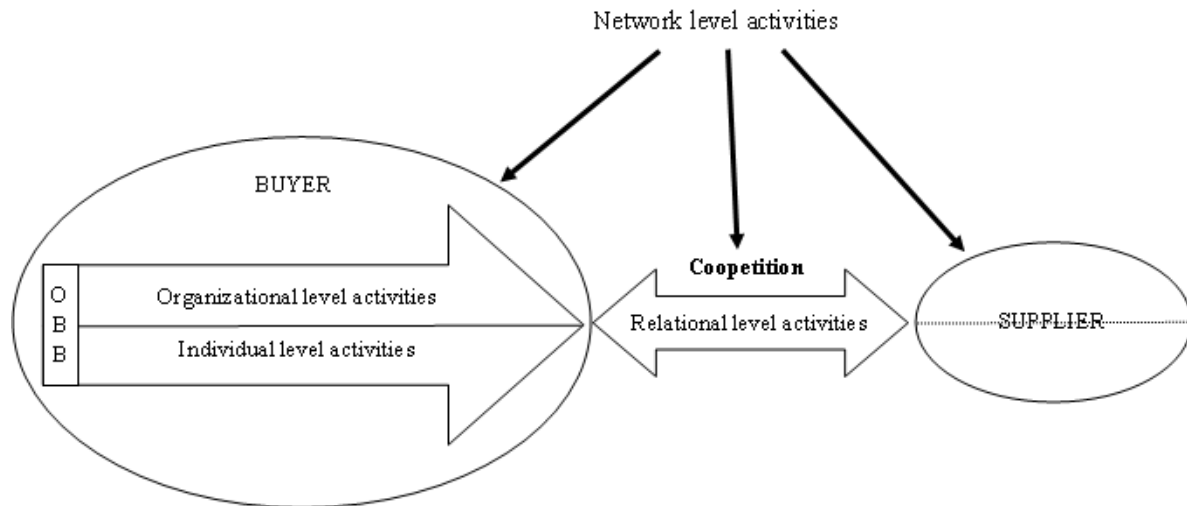 Network level activities
BUYER
Coopetition
O
B
B
Organizational level activities
Individual level activities
Relational level activities
SUPPLIER